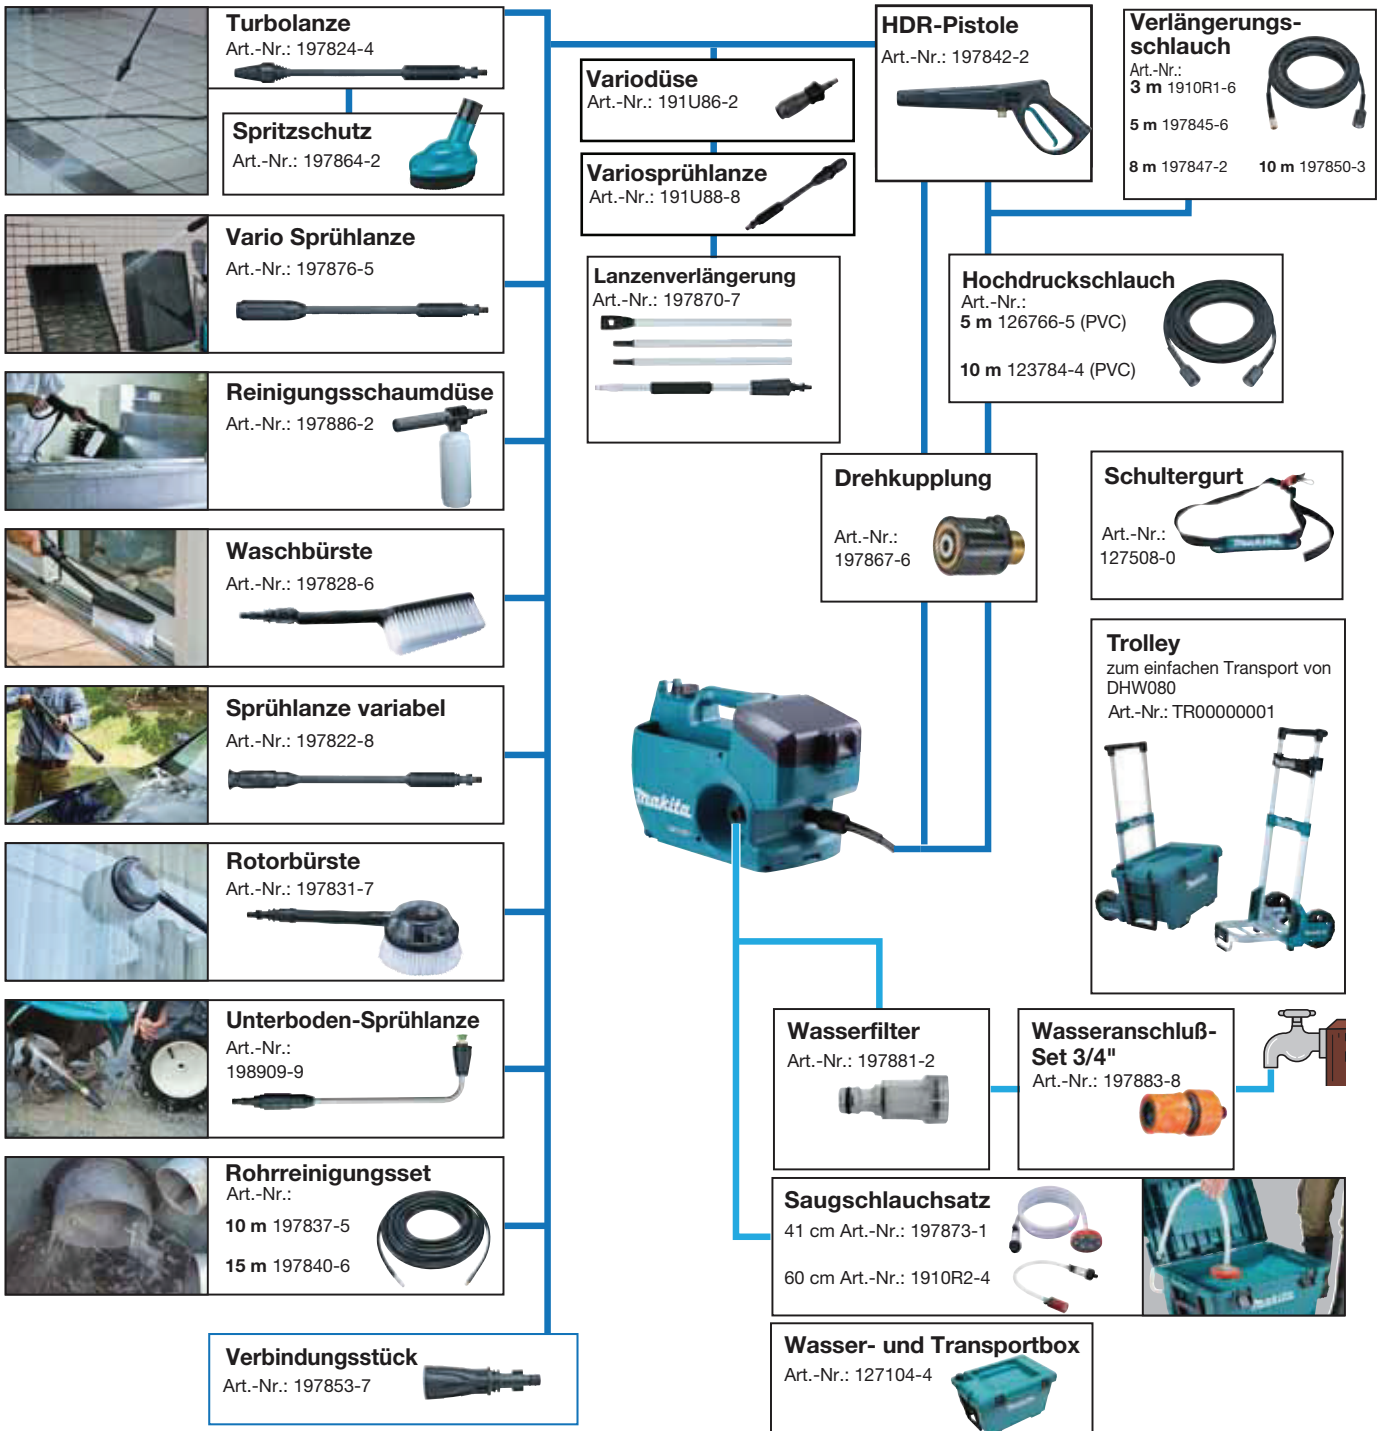 Turbolanze
Art.-Nr.: 197824-4
Spritzschutz
Art.-Nr.: 197864-2
Vario Sprühlanze
Art.-Nr.: 197876-5
Reinigungsschaumdüse
Art.-Nr.: 197886-2
Waschbürste
Art.-Nr.: 197828-6
Sprühlanze variabel
Art.-Nr.: 197822-8
Rotorbürste
Art.-Nr.: 197831-7
Unterboden-Sprühlanze
Art.-Nr.:
198909-9
Rohrreinigungsset
Art.-Nr.:
10 m 197837-5
15 m 197840-6
Verbindungsstück
Art.-Nr.: 197853-7
Variodüse
Art.-Nr.: 191U86-2
Variosprühlanze
Art.-Nr.: 191U88-8
Lanzenverlängerung
Art.-Nr.: 197870-7
HDR-Pistole
Art.-Nr.: 197842-2
Verlängerungs-
schlauch
Art.-Nr.:
3 m 1910R1-6
5 m 197845-6
8 m 197847-2 10 m 197850-3
Hochdruckschlauch
Art.-Nr.:
5 m 126766-5 (PVC)
10 m 123784-4 (PVC)
Drehkupplung
Art.-Nr.:
197867-6
Schultergurt
Art.-Nr.:
127508-0
makita
Trolley
zum einfachen Transport von
DHW080
Art.-Nr.: TR00000001
makita
Wasserfilter
Art.-Nr.: 197881-2
Wasseranschluß-
Set 3/4"
Art.-Nr.: 197883-8
Saugschlauchsatz
41 cm Art.-Nr.: 197873-1
60 cm Art.-Nr.: 1910R2-4
makita
Wasser- und Transportbox
Art.-Nr.: 127104-4